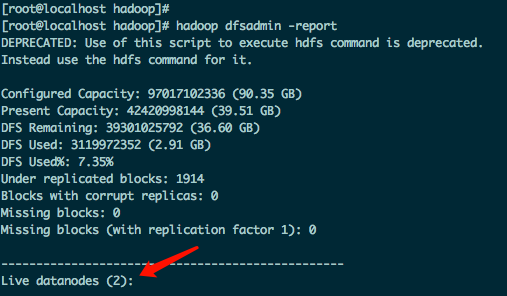 [root@localhost hadoop]#
[root@localhost hadoop]# hadoop dfsadmin -report
DEPRECATED: Use of this script to execute hdfs command is deprecated.
Instead use the hdfs command for it.
Configured Capacity: 97017102336 (90.35 GB)
Present Capacity: 42420998144 (39.51 GB)
DFS Remaining: 39301025792 (36.60 GB)
DFS Used: 3119972352 (2.91 GB)
DFS Used%: 7.35%
Under replicated blocks: 1914
Blocks with corrupt replicas: 0
Missing blocks: 0
Missing blocks (with replication factor 1): 0
-------------------------------------------------
Live datanodes (2):